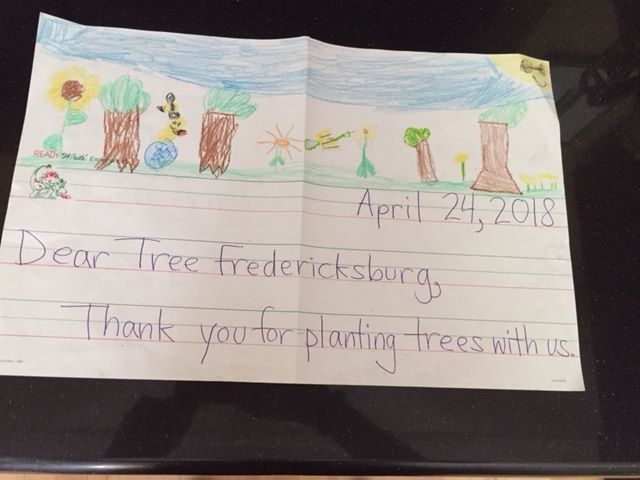 April 24, 2018
Dear Tree Fredericksburg,
Thank you for planting trees with us.